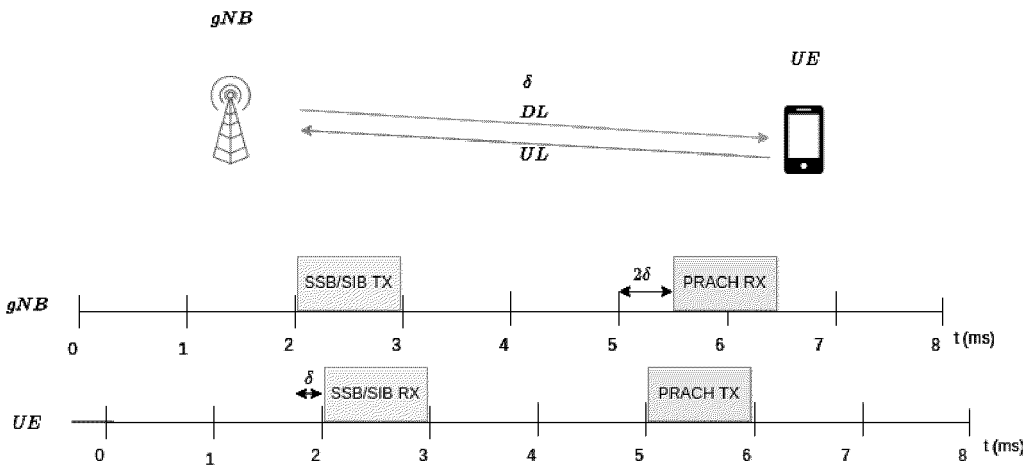 gNB
UE
δ
DL
UL
SSB/SIB TX
2δ
PRACH RX
gNB
0 1 2 3 4 5 6 7 8 t (ms)
δ
SSB/SIB RX
PRACH TX
UE
0 1 2 3 4 5 6 7 8 t (ms)